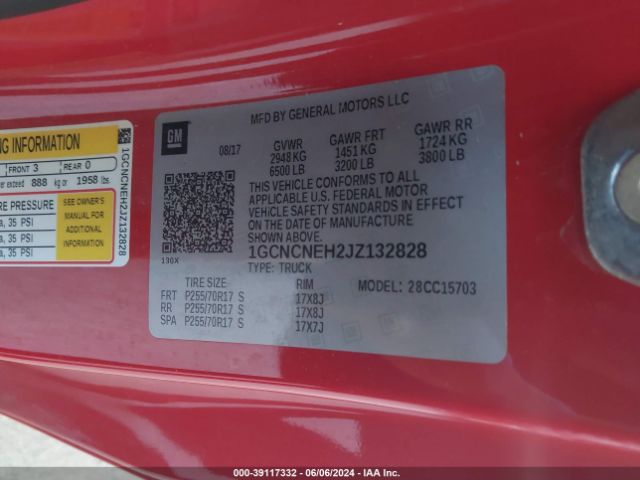 NG INFORMATION
FRONT 3 REAR 0
er exceed 888 kg or 1958 lbs.
RE PRESSURE
a, 35 PSI
a, 35 PSI
a, 35 PSI
SEE OWNER'S
MANUAL FOR
ADDITIONAL
INFORMATION
1GCNCNEH2JZ132828
GM
MFD BY GENERAL MOTORS LLC
08/17 GVWR GAWR FRT GAWR RR
2948 KG 1451 KG 1724 KG
6500 LB 3200 LB 3800 LB
THIS VEHICLE CONFORMS TO ALL
APPLICABLE U.S. FEDERAL MOTOR
VEHICLE SAFETY STANDARDS IN EFFECT
ON THE DATE OF MANUFACTURE
SHOWN ABOVE.
1GCNCNEH2JZ132828
TYPE: TRUCK
130X
TIRE SIZE RIM MODEL: 28CC15703
FRT P255/70R17 S 17X8J
RR P255/70R17 S 17X8J
SPA P255/70R17 S 17X7J
000-39117332 - 06/06/2024 - IAA Inc.